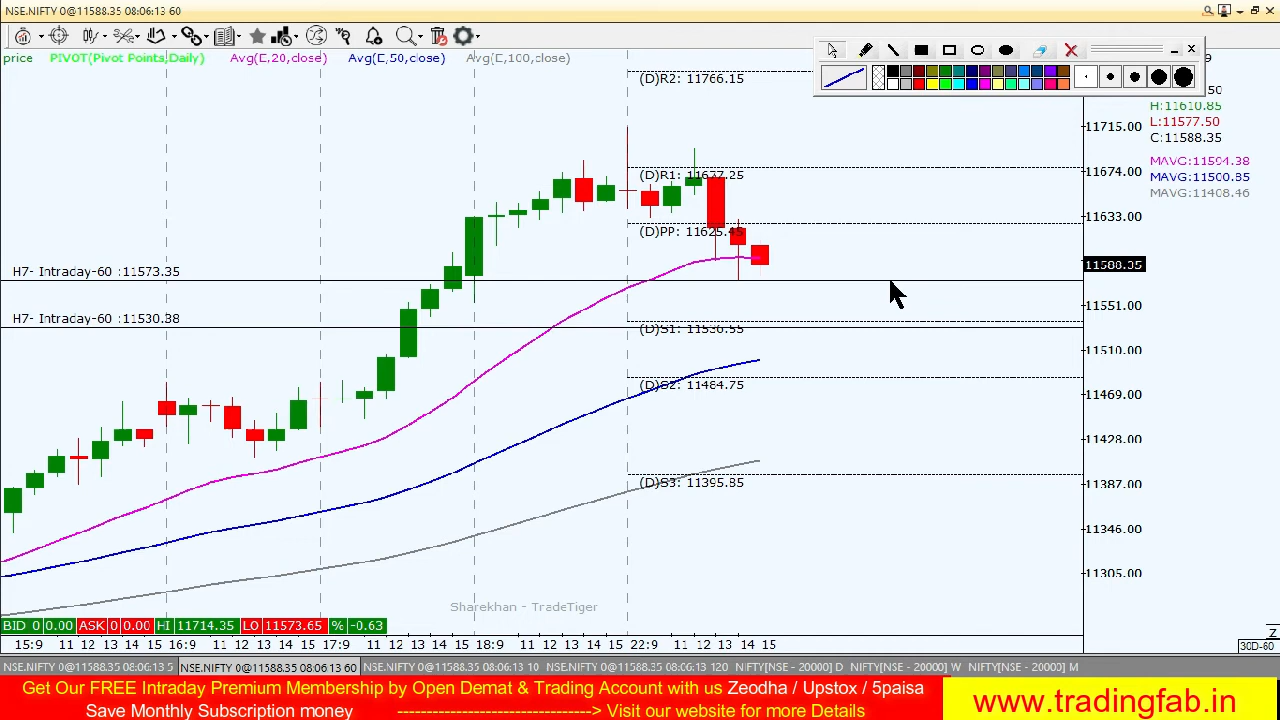 NSE.NIFTY 0@11588.35 08:06:13 60
price PIVOT(Pivot Points,Daily) Avg(E,20,close) Avg(E,50,close) Avg(E,100,close)
(D)R2: 11766.15
H:11610.85
L:11577.50
C:11588.35
MAVG:11594.38
MAVG:11500.85
MAVG:11408.46
11715.00
11674.00
(D)R1: 11677.25
11633.00
(D)PP: 11625.45
H7- Intraday-60 :11573.35
11588.35
11551.00
H7- Intraday-60 :11530.38
(D)S1: 11536.55
11510.00
(D)S2: 11484.75
11469.00
11428.00
(D)S3: 11395.85
11387.00
11346.00
11305.00
Sharekhan - TradeTiger
BID 0 0.00 ASK 0 0.00 HI 11714.35 LO 11573.65 % -0.63
Z
15:9 11 12 13 14 15 16:9 11 12 13 14 15 17:9 11 12 13 14 15 18:9 11 12 13 14 15 22:9 11 12 13 14 15
30D-60
NSE.NIFTY 0@11588.35 08:06:13 5 NSE.NIFTY 0@11588.35 08:06:13 60 NSE.NIFTY 0@11588.35 08:06:13 10 NSE.NIFTY 0@11588.35 08:06:13 120 NIFTY[NSE - 20000] D NIFTY[NSE - 20000] W NIFTY[NSE - 20000] M
Get Our FREE Intraday Premium Membership by Open Demat & Trading Account with us Zeodha / Upstox / 5paisa
Save Monthly Subscription money --------------------------------> Visit our website for more Details
www.tradingfab.in